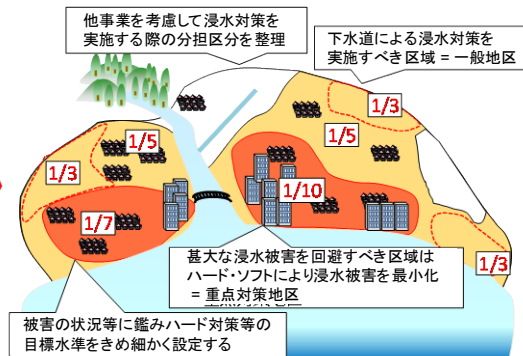 他事業を考慮して浸水対策を
実施する際の分担区分を整理
下水道による浸水対策を
実施すべき区域 = 一般地区
1/3
1/5
1/5
1/3
1/10
1/7
1/3
甚大な浸水被害を回避すべき区域は
ハード・ソフトにより浸水被害を最小化
= 重点対策地区
被害の状況等に鑑みハード対策等の
目標水準をきめ細かく設定する